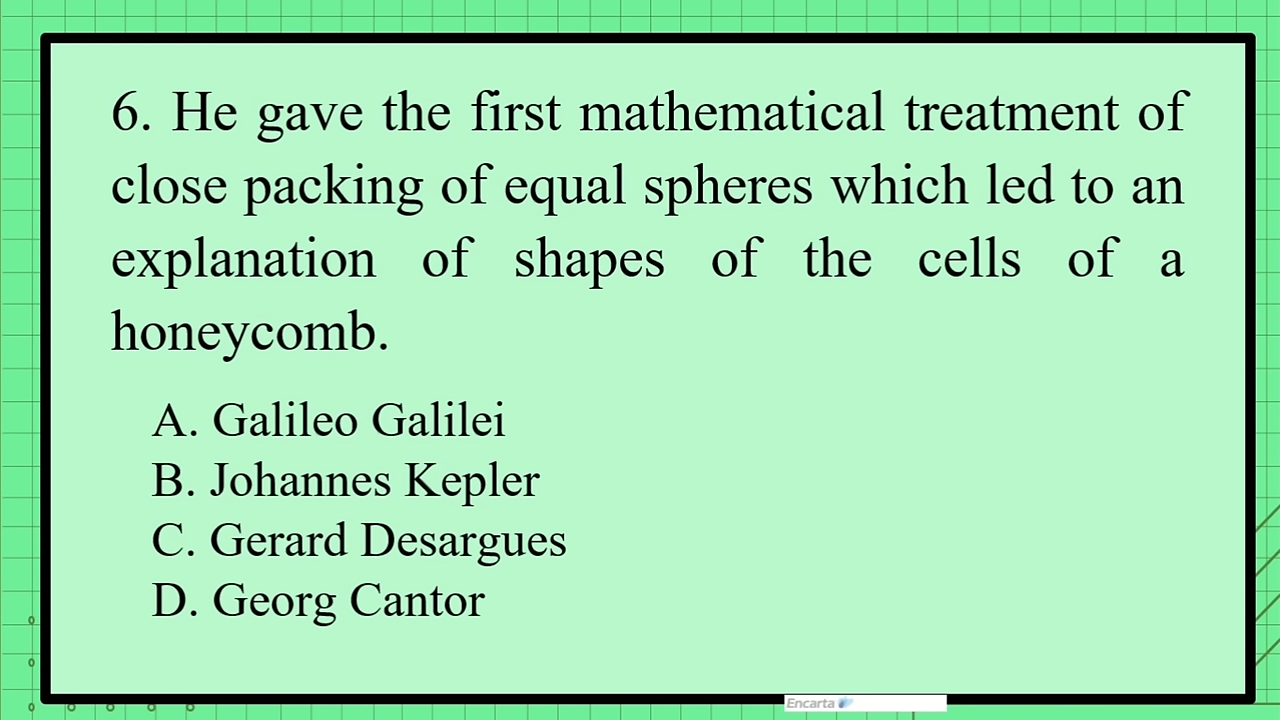 6. He gave the first mathematical treatment of
close packing of equal spheres which led to an
explanation of shapes of the cells of a
honeycomb.
A. Galileo Galilei
B. Johannes Kepler
C. Gerard Desargues
D. Georg Cantor
Encarta